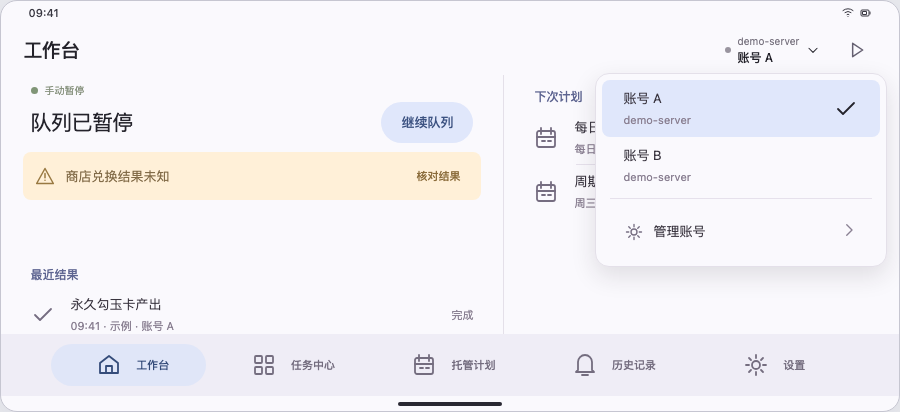 09:41
工作台
demo-server
账号 A
手动暂停
队列已暂停
继续队列
商店兑换结果未知
核对结果
最近结果
永久勾玉卡产出
09:41 · 示例 · 账号 A
完成
下次计划
每日
每日
周期
周三
账号 A
demo-server
账号 B
demo-server
管理账号
工作台
任务中心
托管计划
历史记录
设置